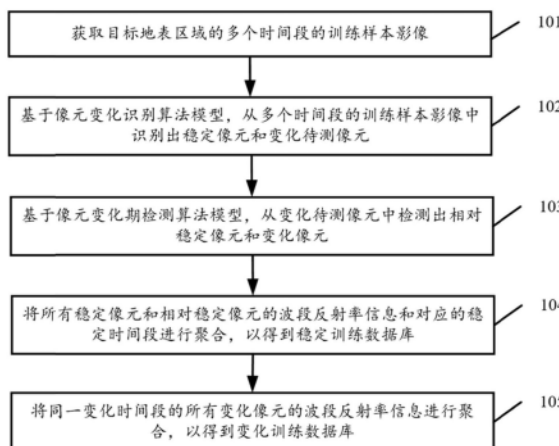 获取目标地表区域的多个时间段的训练样本影像
101
基于像元变化识别算法模型，从多个时间段的训练样本影像中
识别出稳定像元和变化待测像元
102
基于像元变化期检测算法模型，从变化待测像元中检测出相对
稳定像元和变化像元
103
将所有稳定像元和相对稳定像元的波段反射率信息和对应的稳
定时间段进行聚合，以得到稳定训练数据库
104
将同一变化时间段的所有变化像元的波段反射率信息进行聚
合，以得到变化训练数据库
105